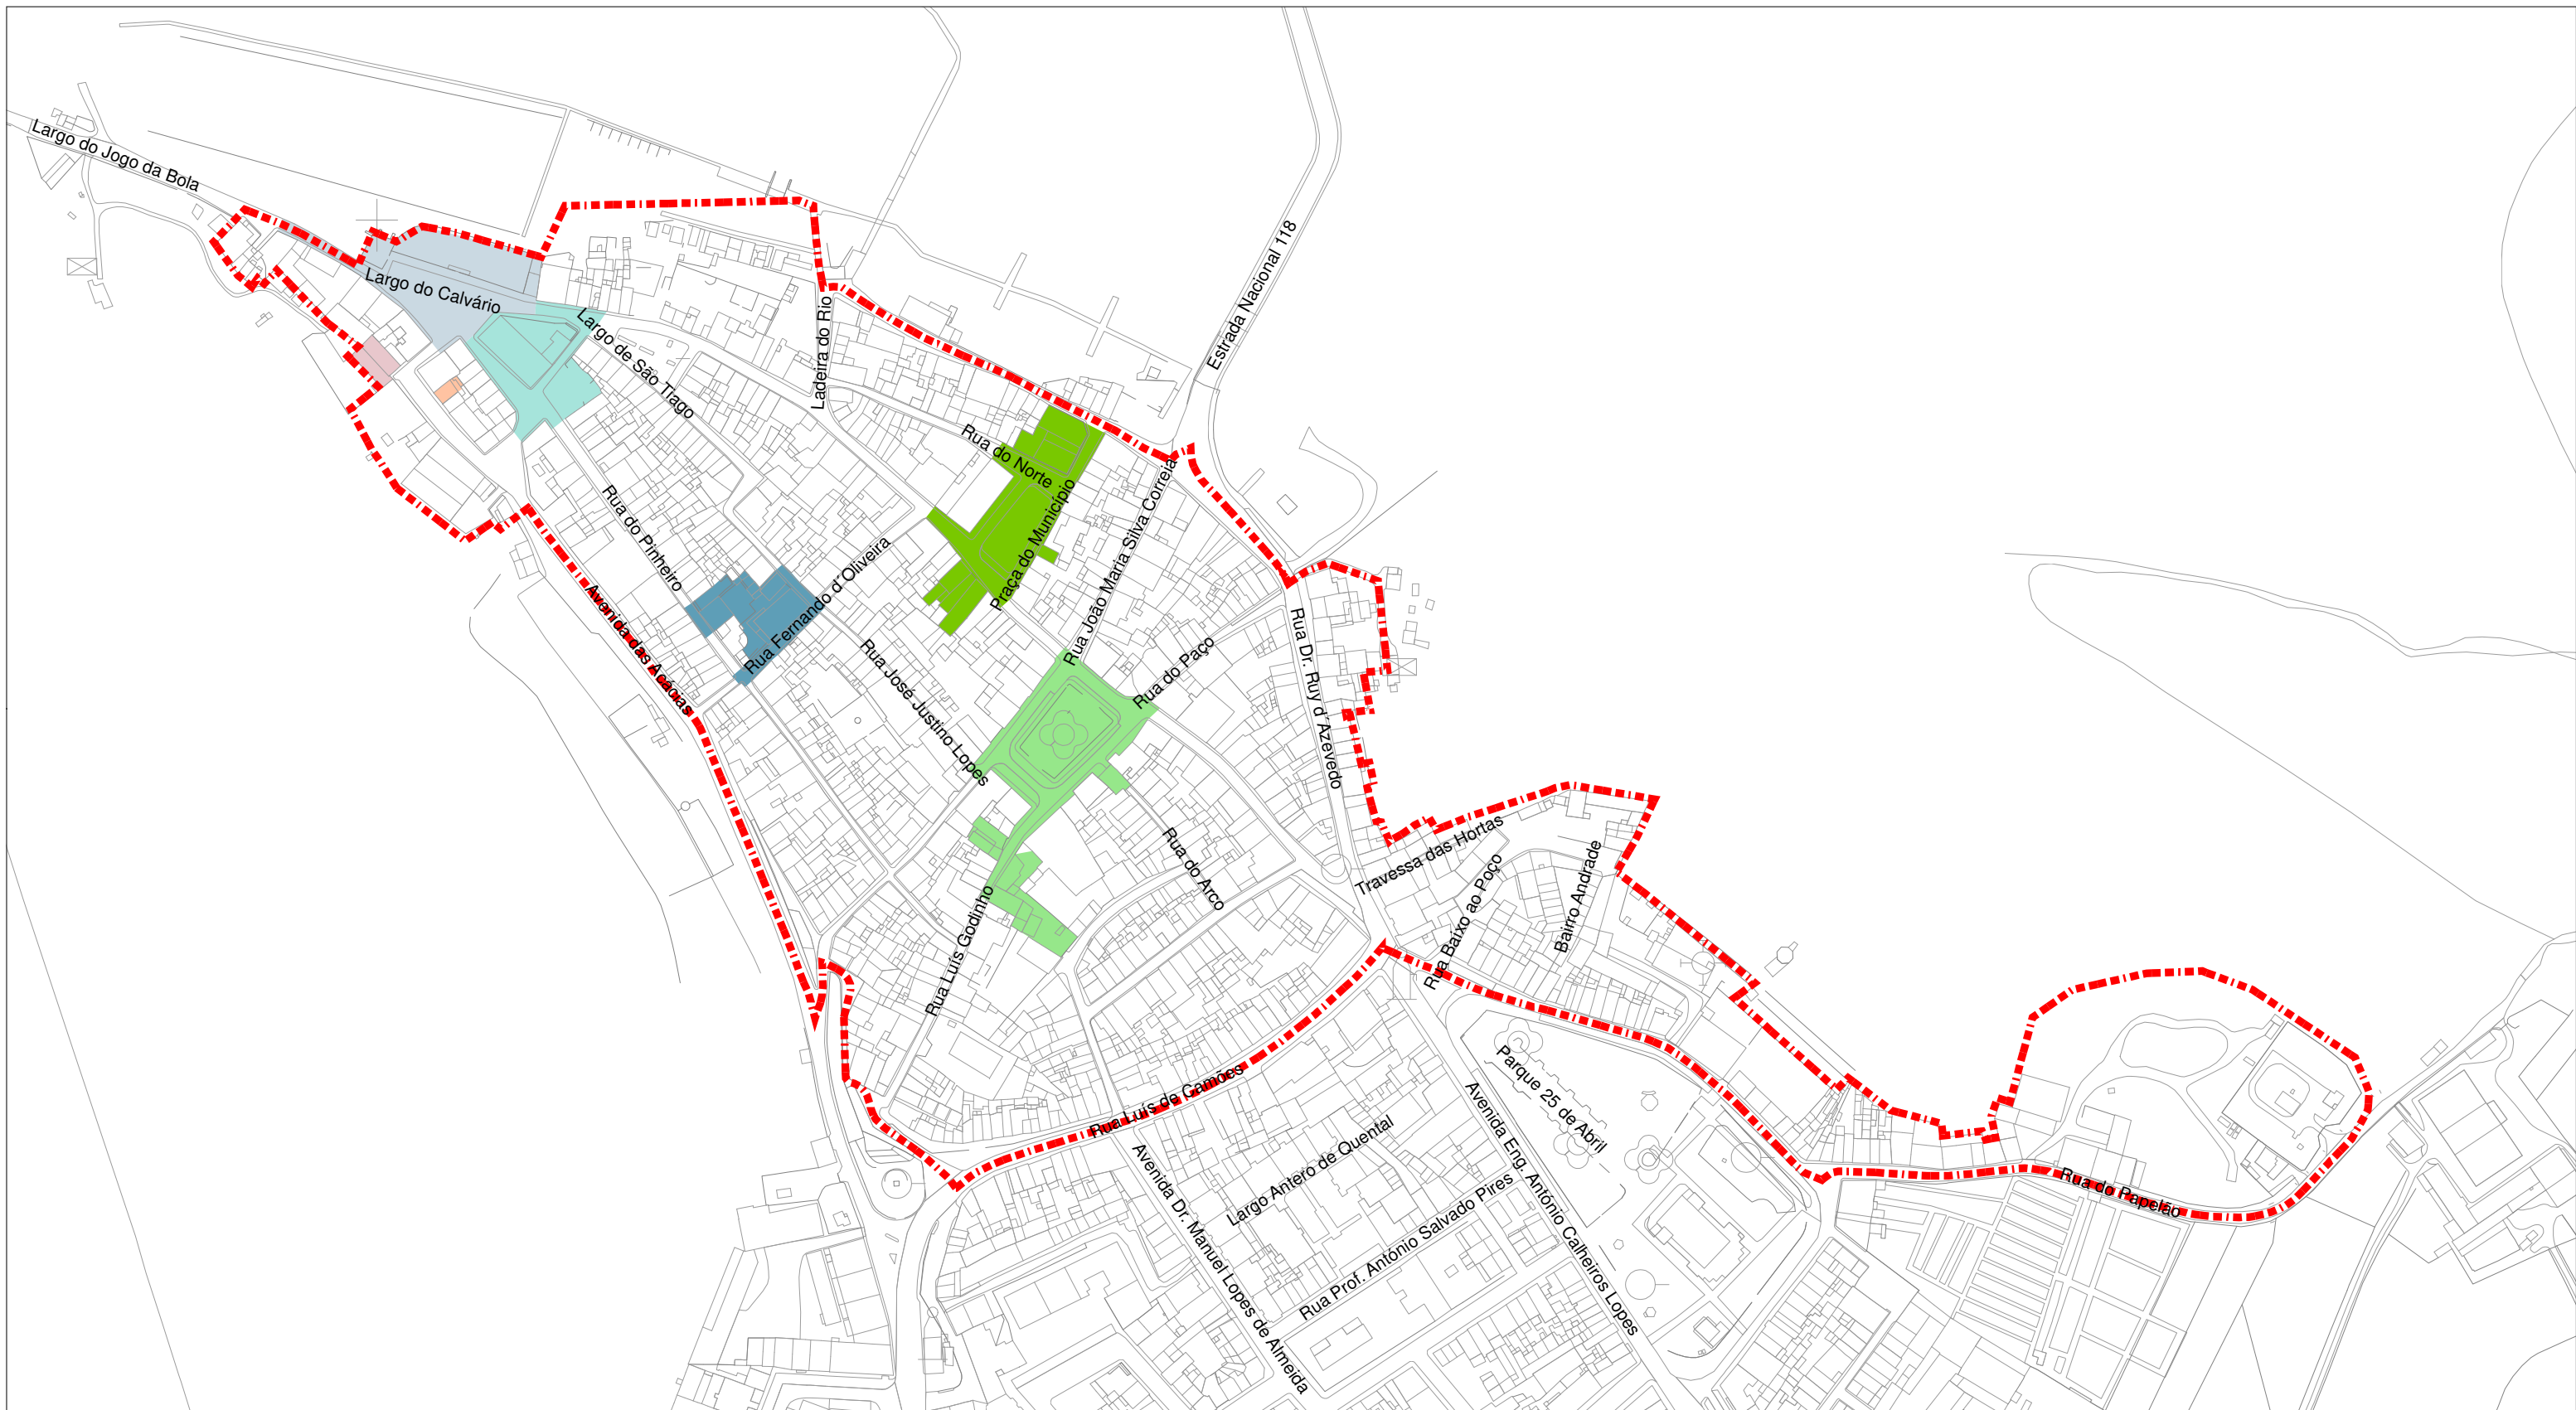 Largo do Jogo da Bola
Largo do Calvário
Largo de São Tiago
Ladeira do Rio
Estrada Nacional 118
Rua do Norte
Praça do Município
Rua João Maria Silva Correia
Rua do Pinheiro
Rua Fernando d´Oliveira
Avenida das Acácias
Rua José Justino Lopes
Rua do Paço
Rua Dr. Ruy d´Azevedo
Rua do Arco
Travessa das Hortas
Rua Baixo ao Poço
Bairro Andrade
Rua Luís Godinho
Rua Luís de Camões
Parque 25 de Abril
Avenida Eng. António Calheiros Lopes
Largo Antero de Quental
Avenida Dr. Manuel Lopes de Almeida
Rua Prof. António Salvado Pires
Rua do Papelão